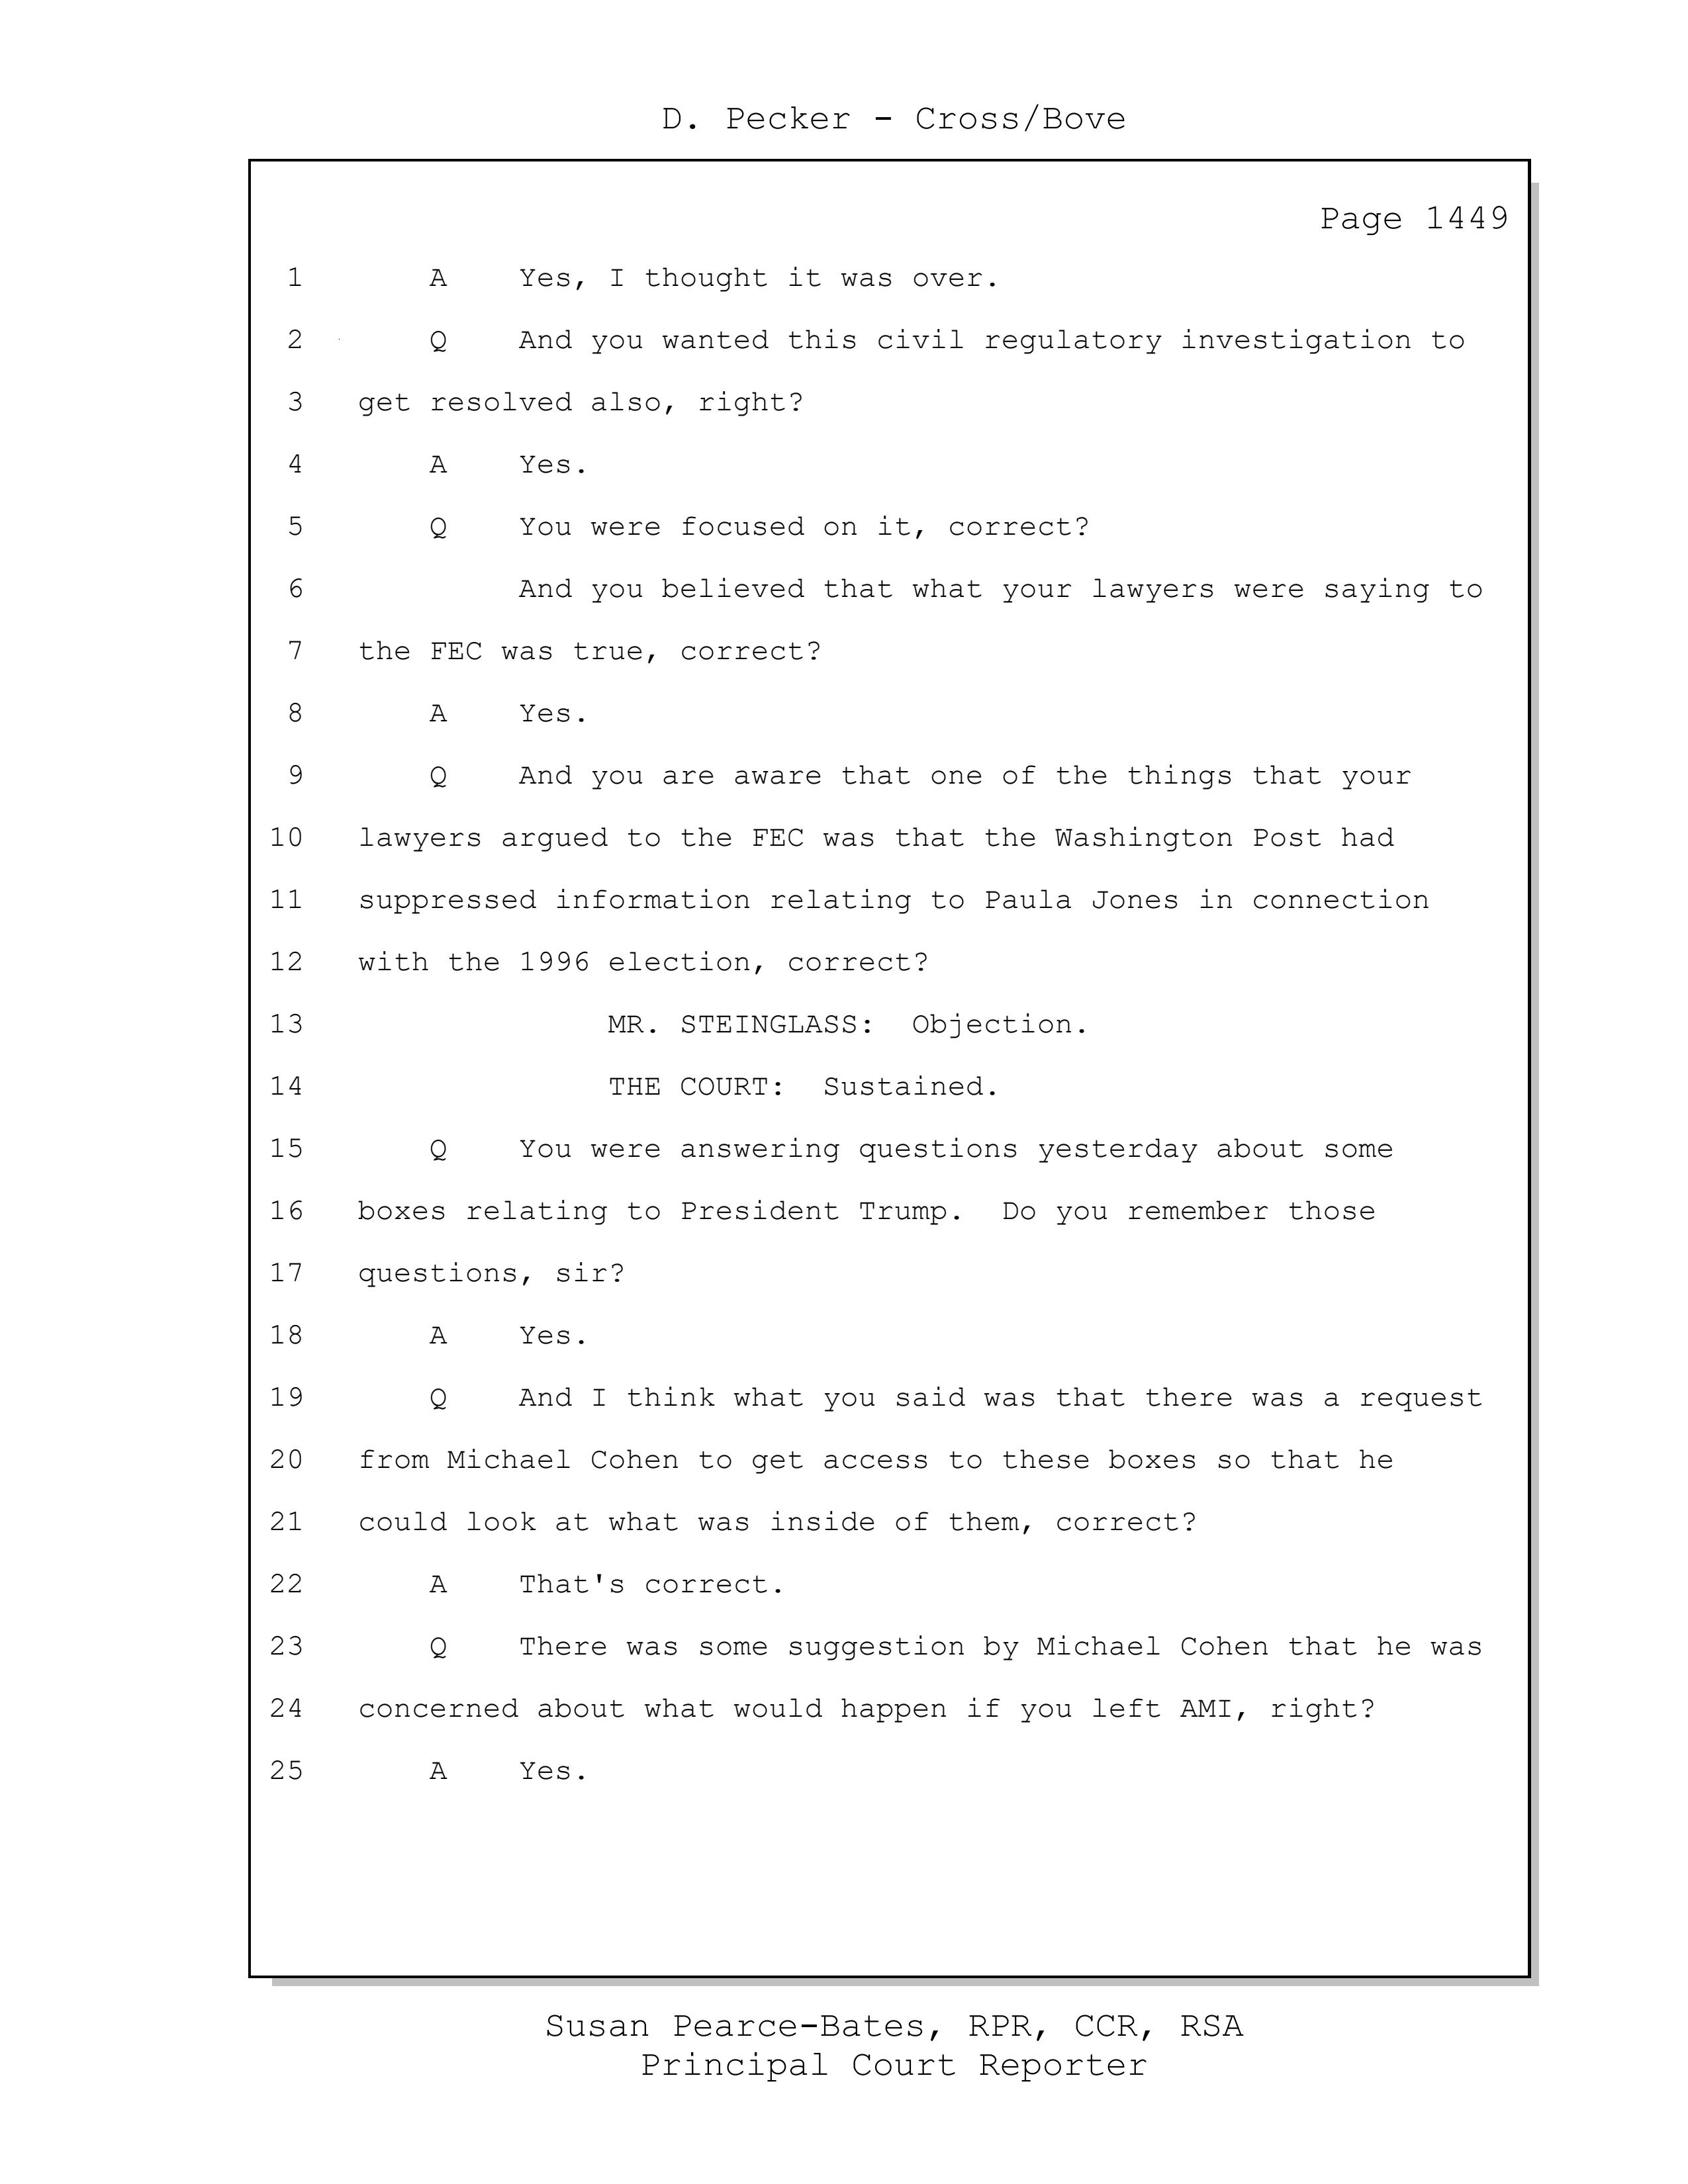 D. Pecker - Cross/Bove
Page 1449
1 A Yes, I thought it was over.
2 Q And you wanted this civil regulatory investigation to
3 get resolved also, right?
4 A Yes.
5 Q You were focused on it, correct?
6 And you believed that what your lawyers were saying to
7 the FEC was true, correct?
8 A Yes.
9 Q And you are aware that one of the things that your
10 lawyers argued to the FEC was that the Washington Post had
11 suppressed information relating to Paula Jones in connection
12 with the 1996 election, correct?
13 MR. STEINGLASS: Objection.
14 THE COURT: Sustained.
15 Q You were answering questions yesterday about some
16 boxes relating to President Trump. Do you remember those
17 questions, sir?
18 A Yes.
19 Q And I think what you said was that there was a request
20 from Michael Cohen to get access to these boxes so that he
21 could look at what was inside of them, correct?
22 A That's correct.
23 Q There was some suggestion by Michael Cohen that he was
24 concerned about what would happen if you left AMI, right?
25 A Yes.
Susan Pearce-Bates, RPR, CCR, RSA
Principal Court Reporter